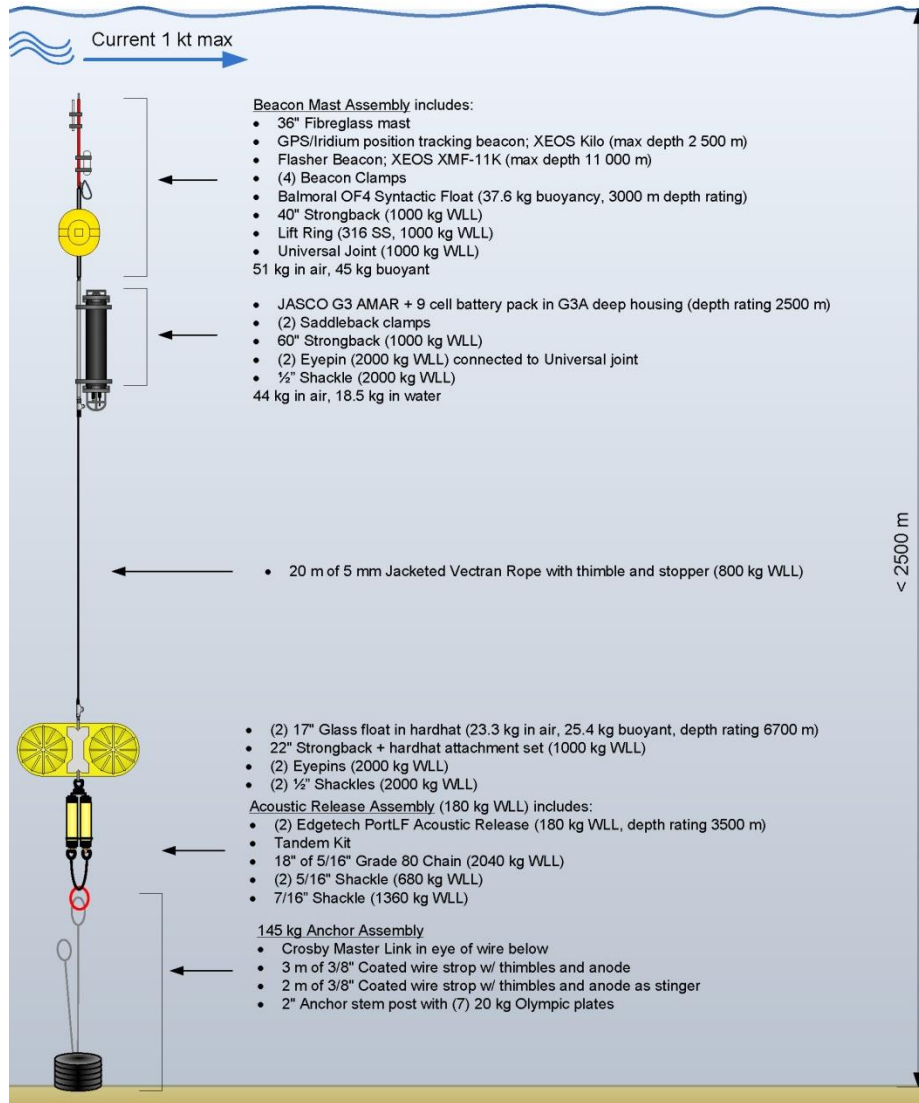 Current 1 kt max
Beacon Mast Assembly includes:
• 36" Fibreglass mast
• GPS/Iridium position tracking beacon; XEOS Kilo (max depth 2 500 m)
• Flasher Beacon; XEOS XMF-11K (max depth 11 000 m)
• (4) Beacon Clamps
• Balmoral OF4 Syntactic Float (37.6 kg buoyancy, 3000 m depth rating)
• 40" Strongback (1000 kg WLL)
• Lift Ring (316 SS, 1000 kg WLL)
• Universal Joint (1000 kg WLL)
51 kg in air, 45 kg buoyant
• JASCO G3 AMAR + 9 cell battery pack in G3A deep housing (depth rating 2500 m)
• (2) Saddleback clamps
• 60" Strongback (1000 kg WLL)
• (2) Eyepin (2000 kg WLL) connected to Universal joint
• ½" Shackle (2000 kg WLL)
44 kg in air, 18.5 kg in water
• 20 m of 5 mm Jacketed Vectran Rope with thimble and stopper (800 kg WLL)
< 2500 m
• (2) 17" Glass float in hardhat (23.3 kg in air, 25.4 kg buoyant, depth rating 6700 m)
• 22" Strongback + hardhat attachment set (1000 kg WLL)
• (2) Eyepins (2000 kg WLL)
• (2) ½" Shackles (2000 kg WLL)
Acoustic Release Assembly (180 kg WLL) includes:
• (2) Edgetech PortLF Acoustic Release (180 kg WLL, depth rating 3500 m)
• Tandem Kit
• 18" of 5/16" Grade 80 Chain (2040 kg WLL)
• (2) 5/16" Shackle (680 kg WLL)
• 7/16" Shackle (1360 kg WLL)
145 kg Anchor Assembly
• Crosby Master Link in eye of wire below
• 3 m of 3/8" Coated wire strop w/ thimbles and anode
• 2 m of 3/8" Coated wire strop w/ thimbles and anode as stinger
• 2" Anchor stem post with (7) 20 kg Olympic plates